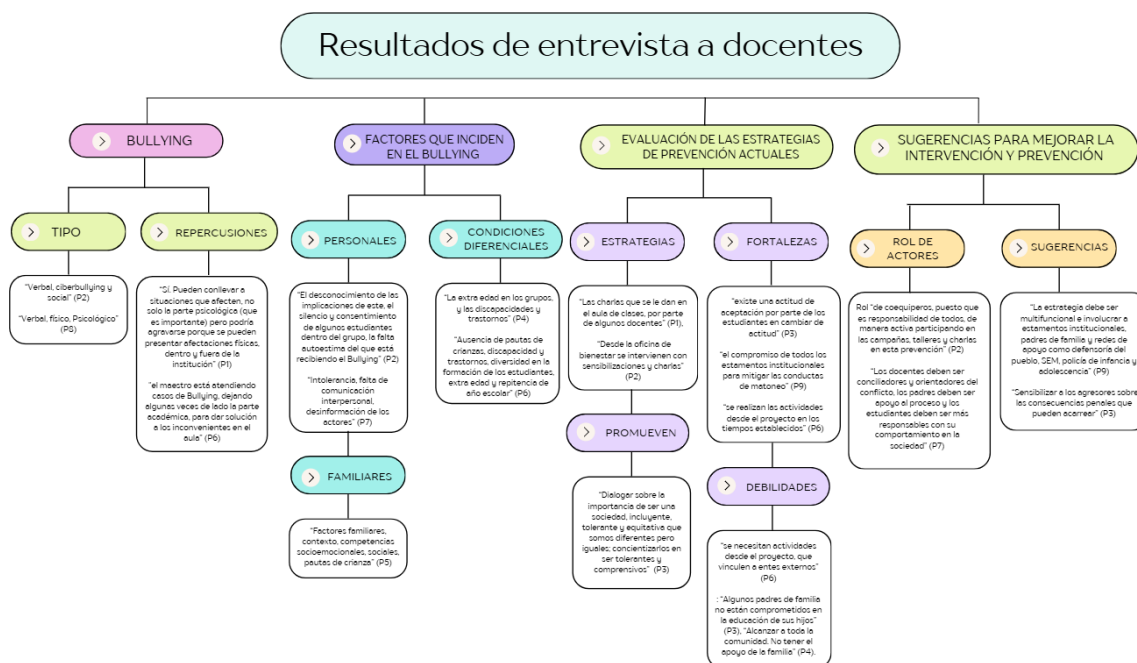 Resultados de entrevista a docentes
BULLYING
TIPO
"Verbal, ciberbullying y
social" (P2)
"Verbal, físico, Psicológico"
(P8)
REPERCUSIONES
"Sí. Pueden conllevar a
situaciones que afecten, no
solo la parte psicológica (que
es importante) pero podría
agravarse porque se pueden
presentar afectaciones físicas,
dentro y fuera de la
institución" (P1)
"el maestro está atendiendo
casos de Bullying, dejando
algunas veces de lado la parte
académica, para dar solución
a los inconvenientes en el
aula" (P6)
FACTORES QUE INCIDEN
EN EL BULLYING
PERSONALES
"El desconocimiento de las
implicaciones de este, el
silencio y consentimiento
de algunos estudiantes
dentro del grupo, la falta
autoestima del que está
recibiendo el Bullying" (P2)
"Intolerancia, falta de
comunicación
interpersonal,
desinformación de los
actores" (P7)
FAMILIARES
"Factores familiares,
contexto, competencias
socioemocionales, sociales,
pautas de crianza" (P5)
CONDICIONES
DIFERENCIALES
"La extra edad en los grupos,
y las discapacidades y
trastornos" (P4)
"Ausencia de pautas de
crianzas, discapacidad y
trastornos, diversidad en la
formación de los estudiantes,
extra edad y repitencia de
año escolar" (P6)
EVALUACIÓN DE LAS ESTRATEGIAS
DE PREVENCIÓN ACTUALES
ESTRATEGIAS
"Las charlas que se le dan en
el aula de clases, por parte
de algunos docentes" (P1),
"Desde la oficina de
bienestar se intervienen con
sensibilizaciones y charlas"
(P2)
PROMUEVEN
"Dialogar sobre la
importancia de ser una
sociedad, incluyente,
tolerante y equitativa que
somos diferentes pero
iguales; concientizarlos en
ser tolerantes y
comprensivos" (P3)
FORTALEZAS
"existe una actitud de
aceptación por parte de los
estudiantes en cambiar de
actitud" (P3)
"el compromiso de todos los
estamentos institucionales
para mitigar las conductas
de matoneo" (P9)
"se realizan las actividades
desde el proyecto en los
tiempos establecidos" (P6)
DEBILIDADES
"se necesitan actividades
desde el proyecto, que
vinculen a entes externos"
(P6)
: "Algunos padres de familia
no están comprometidos en
la educación de sus hijos"
(P3), "Alcanzar a toda la
comunidad. No tener el
apoyo de la familia" (P4).
SUGERENCIAS PARA MEJORAR LA
INTERVENCIÓN Y PREVENCIÓN
ROL DE
ACTORES
Rol "de coequiperos, puesto que
es responsabilidad de todos, de
manera activa participando en
las campañas, talleres y charlas
en esta prevención" (P2)
"Los docentes deben ser
conciliadores y orientadores del
conflicto, los padres deben ser
apoyo al proceso y los
estudiantes deben ser más
responsables con su
comportamiento en la
sociedad" (P7)
SUGERENCIAS
"La estrategia debe ser
multifuncional e involucrar a
estamentos institucionales,
padres de familia y redes de
apoyo como defensoría del
pueblo, SEM, policía de infancia y
adolescencia" (P9)
"Sensibilizar a los agresores sobre
las consecuencias penales que
pueden acarrear" (P3)